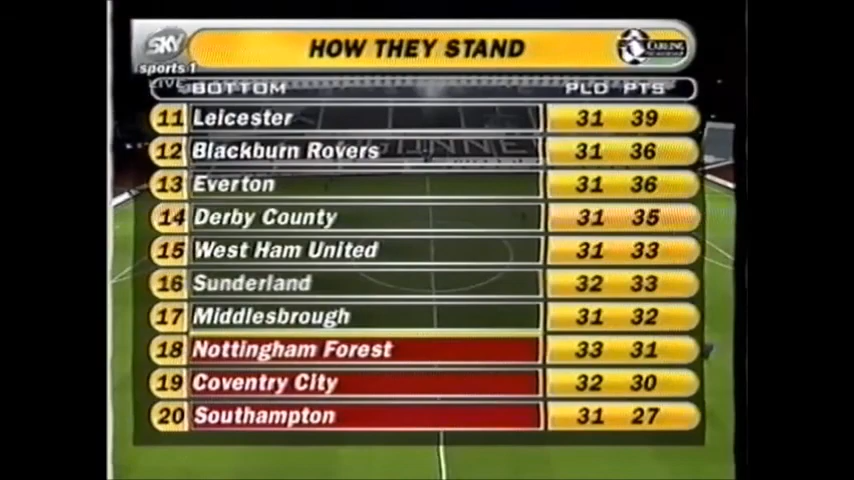 SKY HOW THEY STAND CARLING
sports 1
LIVE BOTTOM PLD PTS
11 Leicester 31 39
12 Blackburn Rovers 31 36
13 Everton 31 36
14 Derby County 31 35
15 West Ham United 31 33
16 Sunderland 32 33
17 Middlesbrough 31 32
18 Nottingham Forest 33 31
19 Coventry City 32 30
20 Southampton 31 27